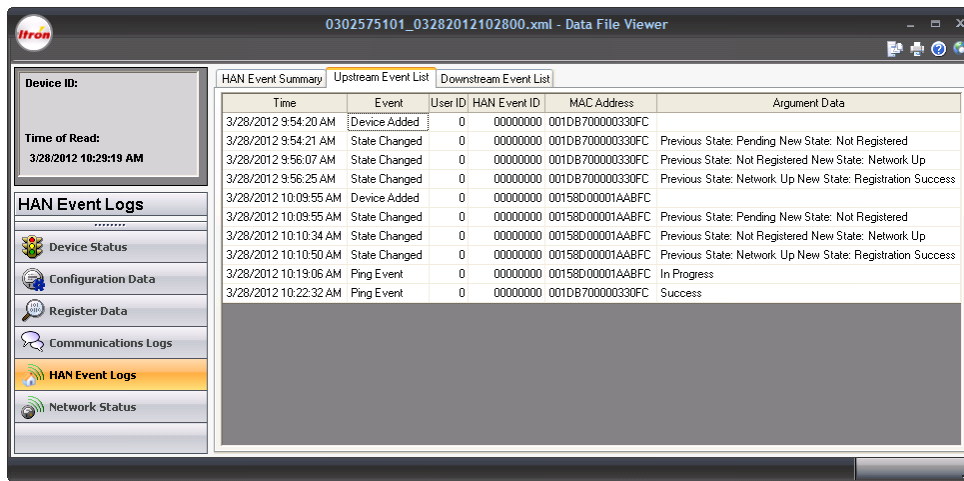 Itron
0302575101_03282012102800.xml - Data File Viewer
Device ID:
Time of Read:
3/28/2012 10:29:19 AM
HAN Event Logs
Device Status
Configuration Data
Register Data
Communications Logs
HAN Event Logs
Network Status
HAN Event Summary Upstream Event List Downstream Event List
Time Event User ID HAN Event ID MAC Address Argument Data
3/28/2012 9:54:20 AM Device Added 0 00000000 001DB700000330FC
3/28/2012 9:54:21 AM State Changed 0 00000000 001DB700000330FC Previous State: Pending New State: Not Registered
3/28/2012 9:56:07 AM State Changed 0 00000000 001DB700000330FC Previous State: Not Registered New State: Network Up
3/28/2012 9:56:25 AM State Changed 0 00000000 001DB700000330FC Previous State: Network Up New State: Registration Success
3/28/2012 10:09:55 AM Device Added 0 00000000 00158D00001AABFC
3/28/2012 10:09:55 AM State Changed 0 00000000 00158D00001AABFC Previous State: Pending New State: Not Registered
3/28/2012 10:10:34 AM State Changed 0 00000000 00158D00001AABFC Previous State: Not Registered New State: Network Up
3/28/2012 10:10:50 AM State Changed 0 00000000 00158D00001AABFC Previous State: Network Up New State: Registration Success
3/28/2012 10:19:06 AM Ping Event 0 00000000 00158D00001AABFC In Progress
3/28/2012 10:22:32 AM Ping Event 0 00000000 001DB700000330FC Success